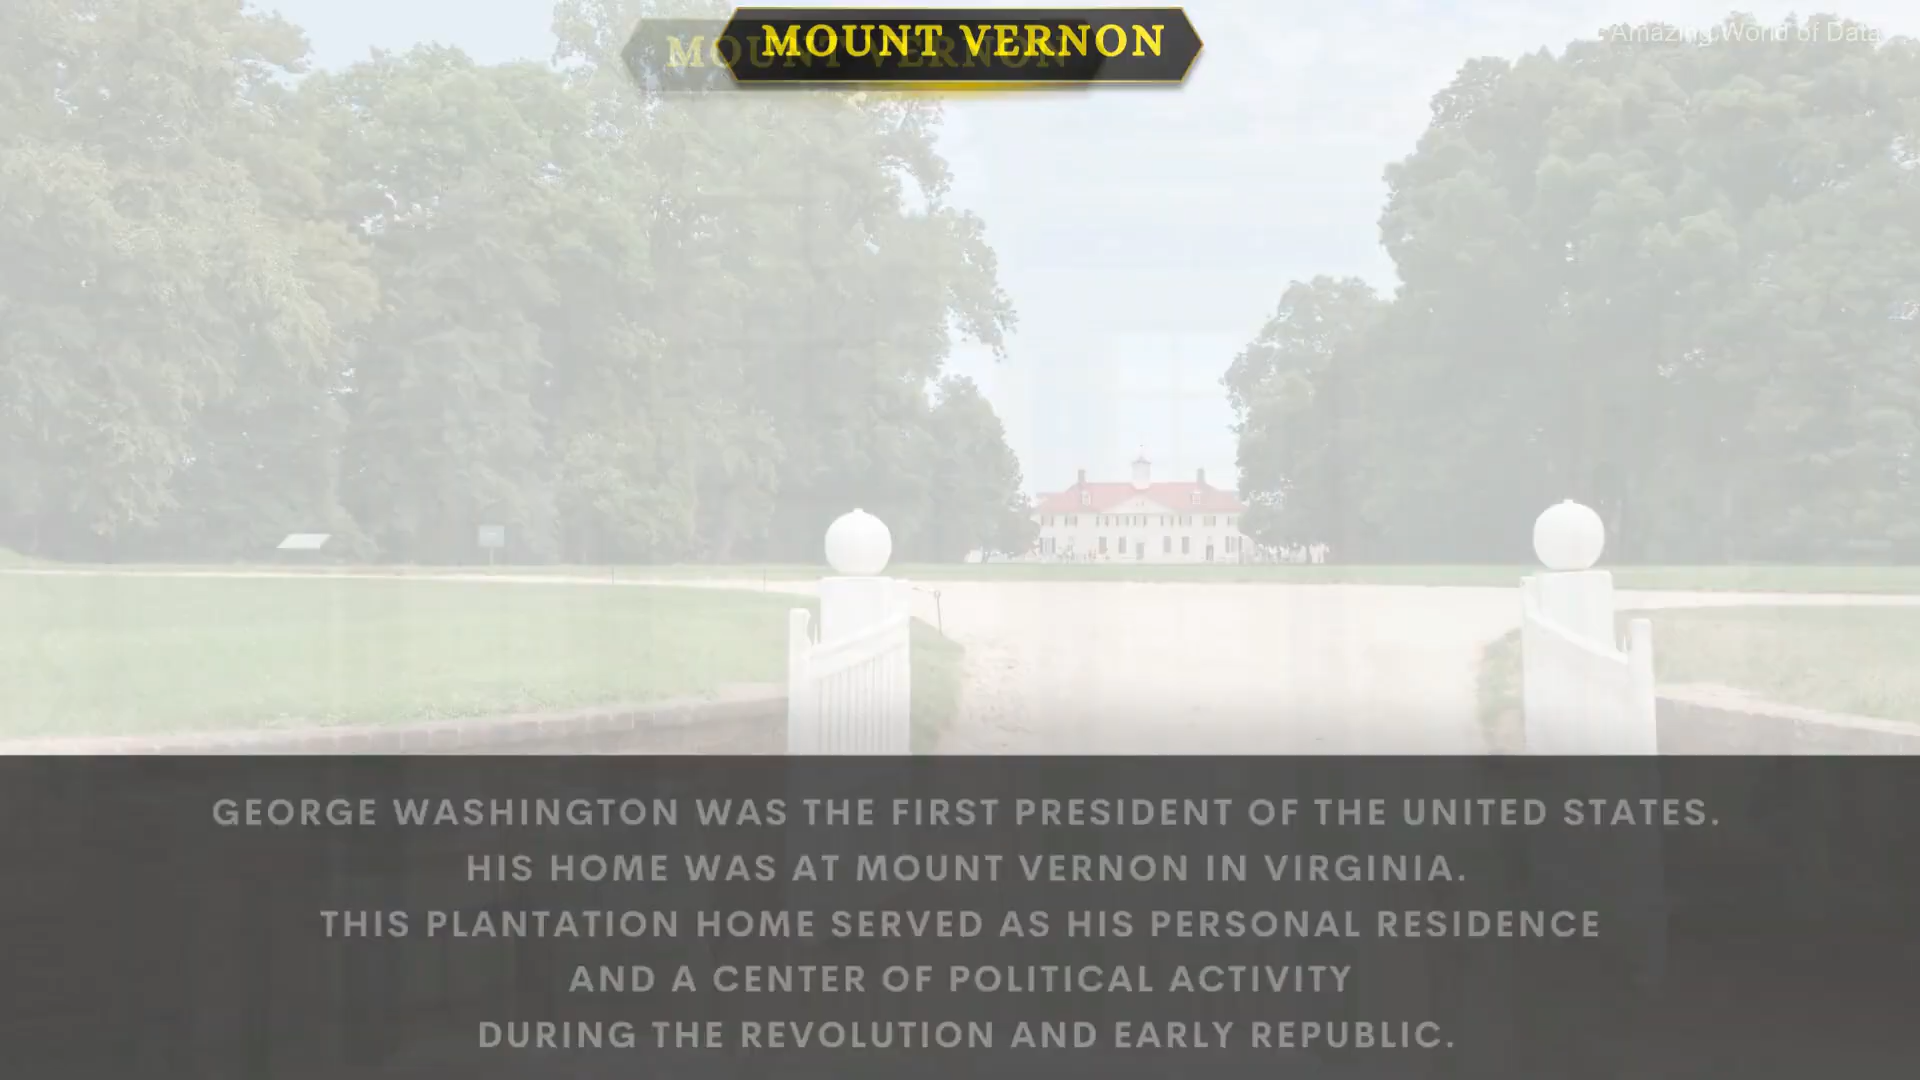 MOUNT VERNON
MOUNT VERNON
Amazing World of Data
GEORGE WASHINGTON WAS THE FIRST PRESIDENT OF THE UNITED STATES.
HIS HOME WAS AT MOUNT VERNON IN VIRGINIA.
THIS PLANTATION HOME SERVED AS HIS PERSONAL RESIDENCE
AND A CENTER OF POLITICAL ACTIVITY
DURING THE REVOLUTION AND EARLY REPUBLIC.